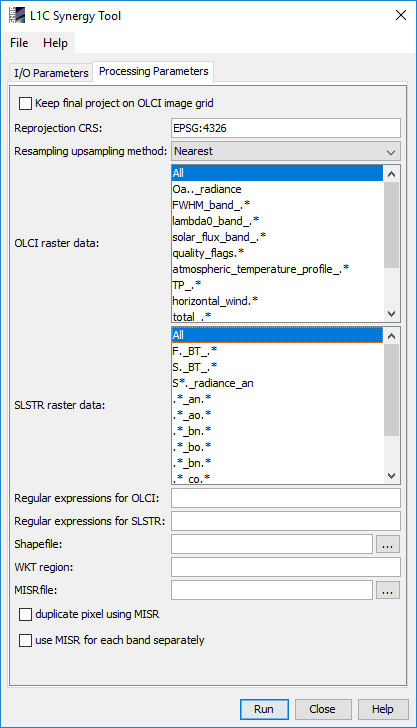 L1C Synergy Tool
File Help
I/O Parameters Processing Parameters
Keep final project on OLCI image grid
Reprojection CRS: EPSG:4326
Resampling upsampling method: Nearest
All
Oa.._radiance
FWHM_band_.*
lambda0_band_.*
solar_flux_band_.*
OLCI raster data:
quality_flags.*
atmospheric_temperature_profile_.*
TP_.*
horizontal_wind.*
total_.*
All
F._BT_.*
S._BT_.*
S*._radiance_an
.*_an.*
SLSTR raster data:
.*_ao.*
.*_bn.*
.*_bo.*
.*_bn.*
.*_co.*
Regular expressions for OLCI:
Regular expressions for SLSTR:
Shapefile: ...
WKT region:
MISRfile: ...
duplicate pixel using MISR
use MISR for each band separately
Run Close Help